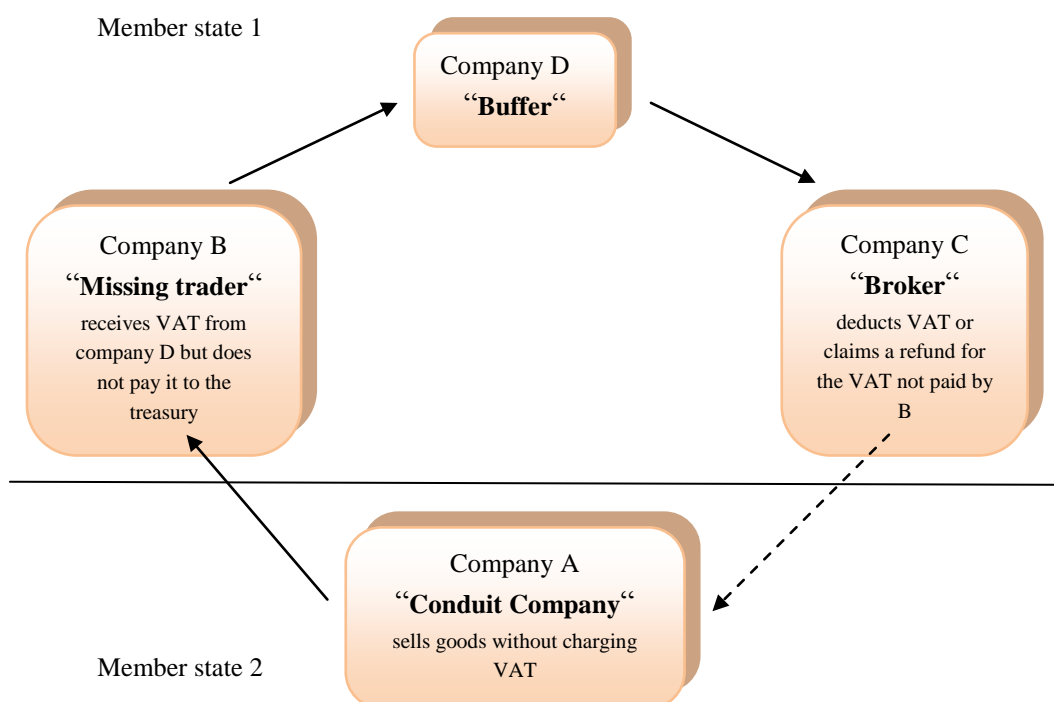 Member state 1
Company D
“Buffer“
Company B
“Missing trader“
receives VAT from
company D but does
not pay it to the
treasury
Company C
“Broker“
deducts VAT or
claims a refund for
the VAT not paid by
B
Company A
“Conduit Company“
sells goods without charging
VAT
Member state 2